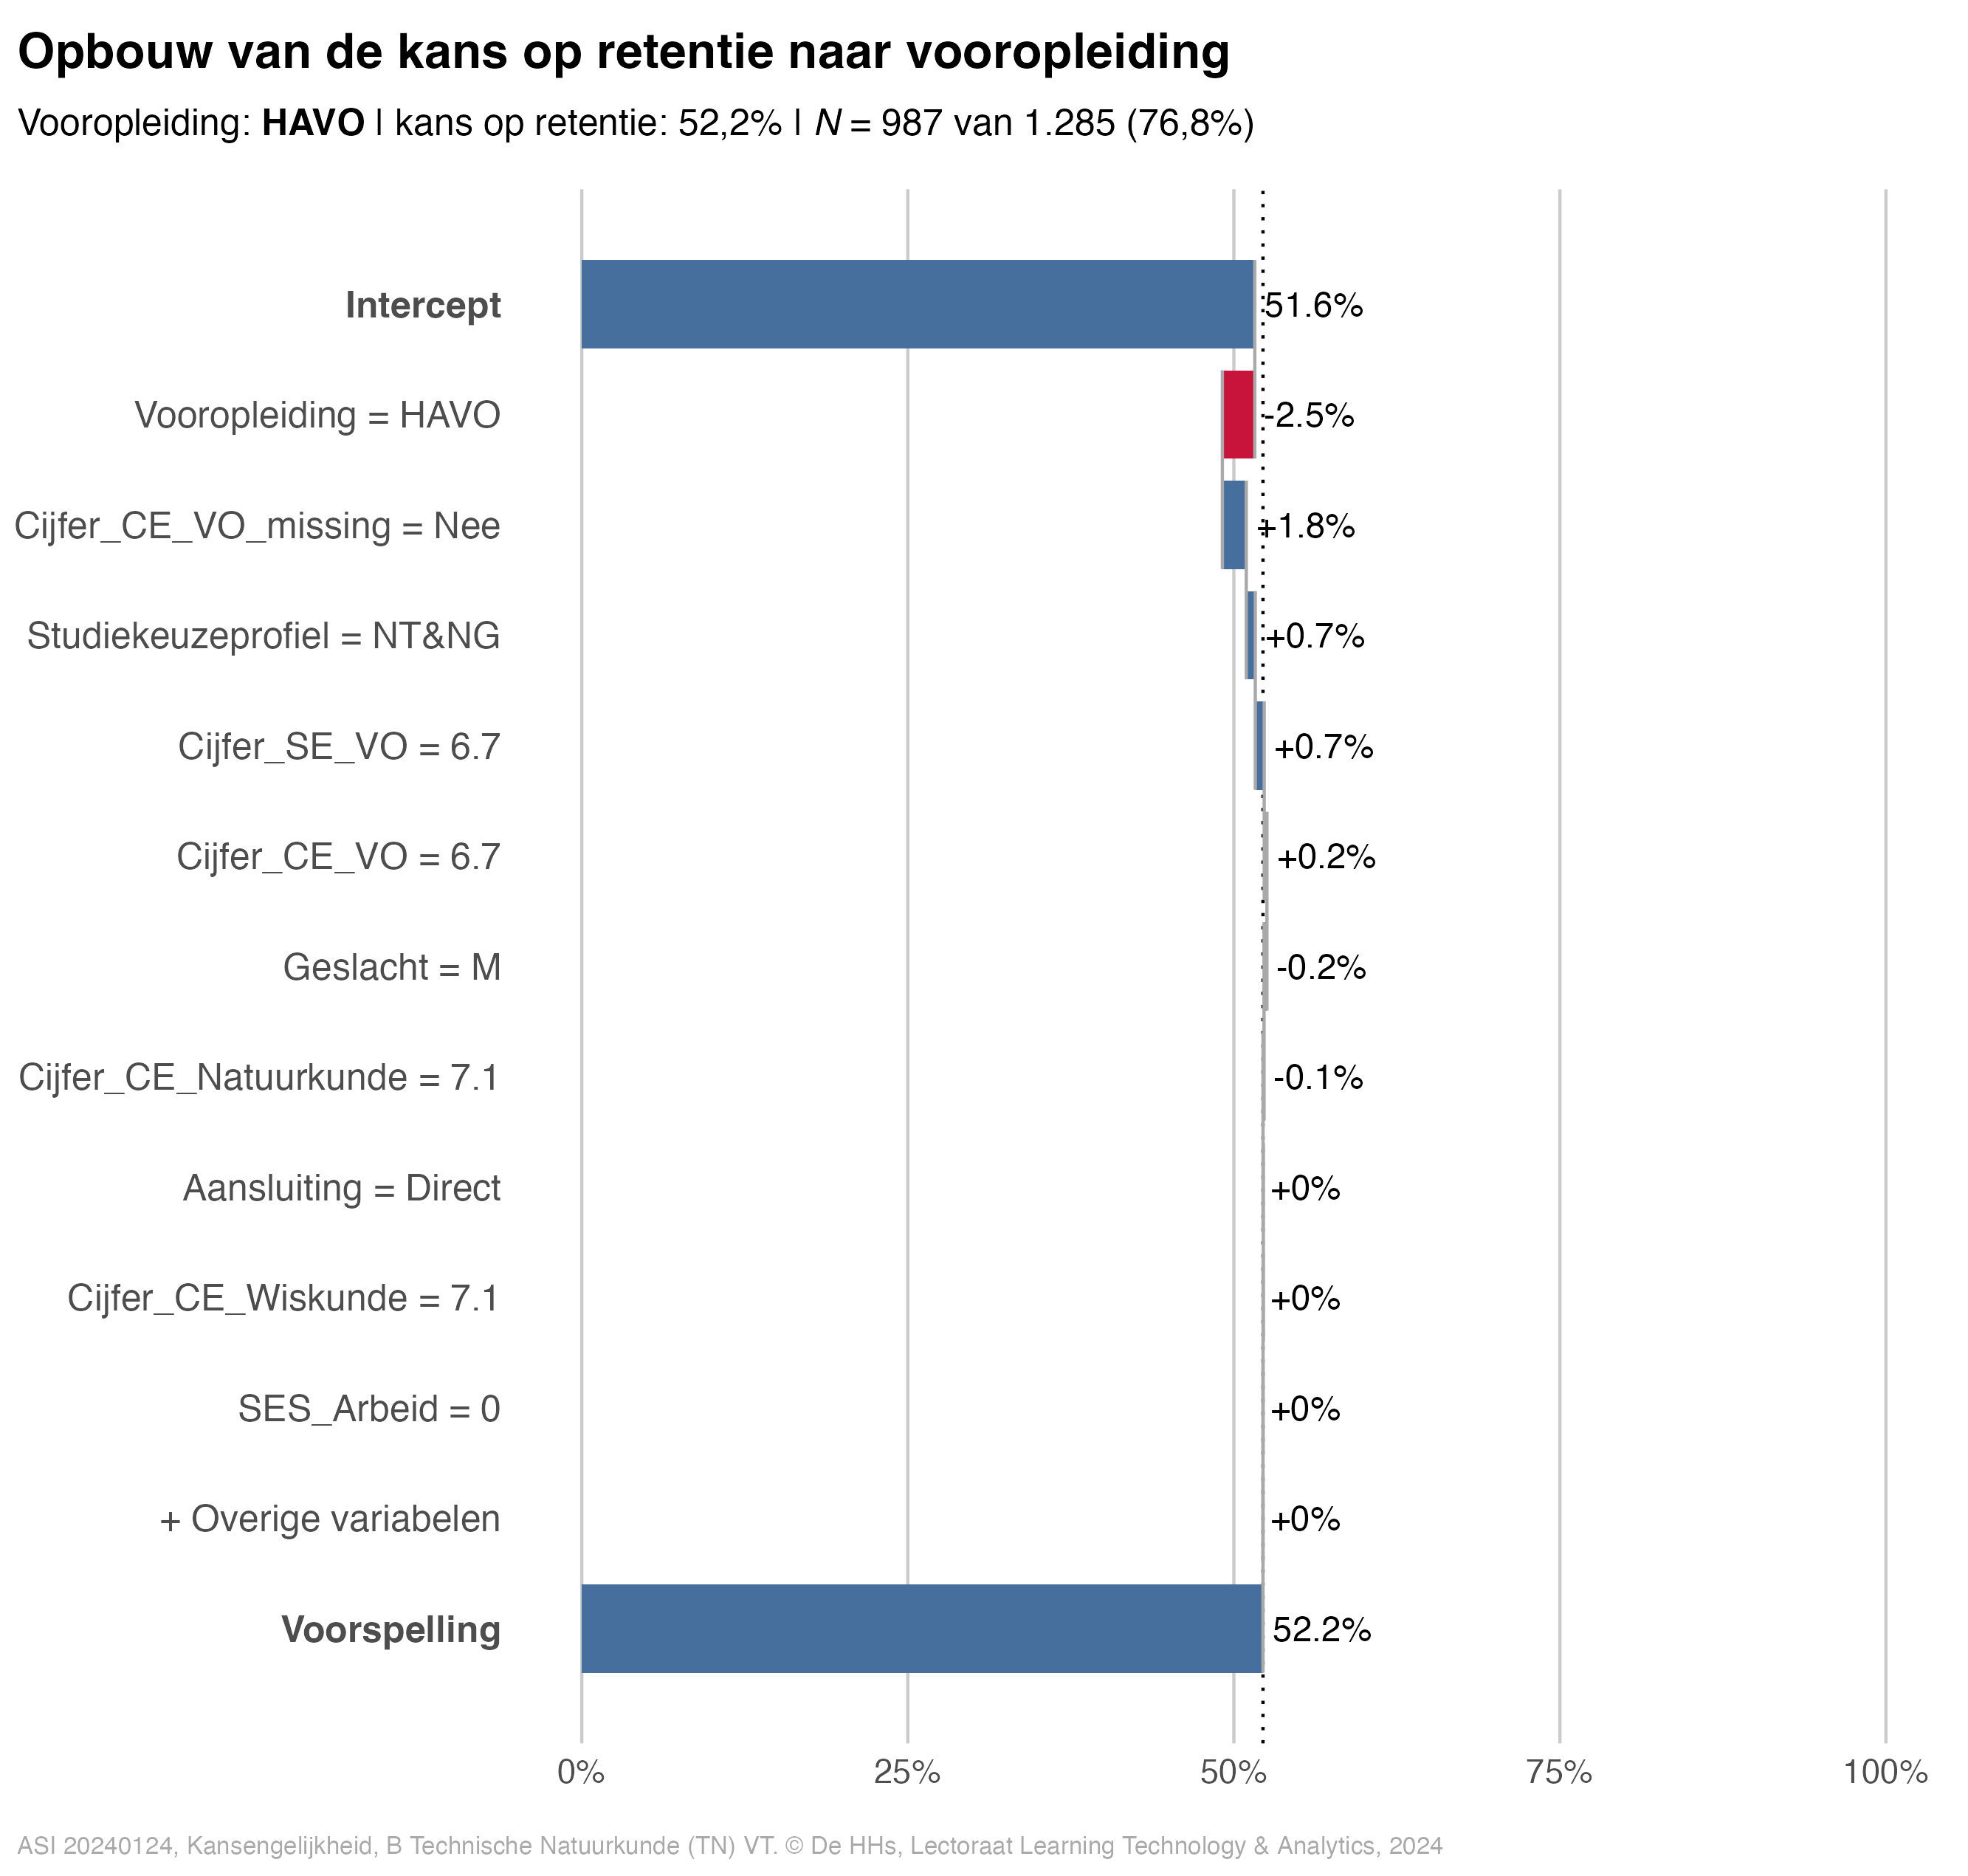 Opbouw van de kans op retentie naar vooropleiding
Vooropleiding: HAVO | kans op retentie: 52,2% | N = 987 van 1.285 (76,8%)
Intercept 51.6%
Vooropleiding = HAVO -2.5%
Cijfer_CE_VO_missing = Nee +1.8%
Studiekeuzeprofiel = NT&NG +0.7%
Cijfer_SE_VO = 6.7 +0.7%
Cijfer_CE_VO = 6.7 +0.2%
Geslacht = M -0.2%
Cijfer_CE_Natuurkunde = 7.1 -0.1%
Aansluiting = Direct +0%
Cijfer_CE_Wiskunde = 7.1 +0%
SES_Arbeid = 0 +0%
+ Overige variabelen +0%
Voorspelling 52.2%
0% 25% 50% 75% 100%
ASI 20240124, Kansengelijkheid, B Technische Natuurkunde (TN) VT. © De HHs, Lectoraat Learning Technology & Analytics, 2024